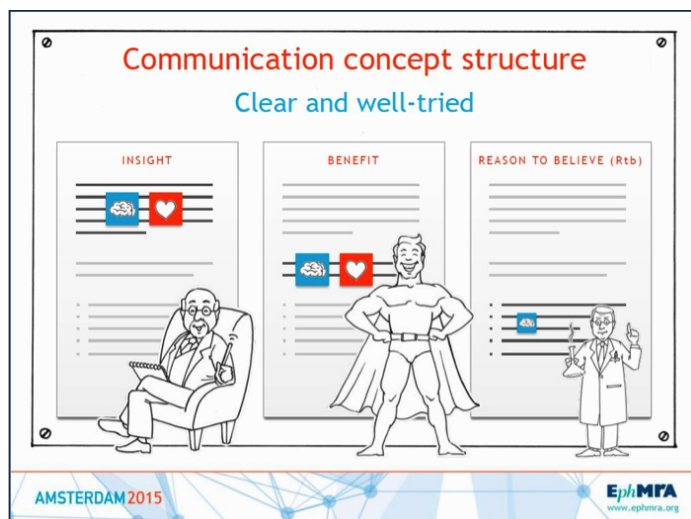 Communication concept structure
Clear and well-tried
INSIGHT
BENEFIT
REASON TO BELIEVE (Rtb)
AMSTERDAM2015
EphMRA
www.ephmra.org